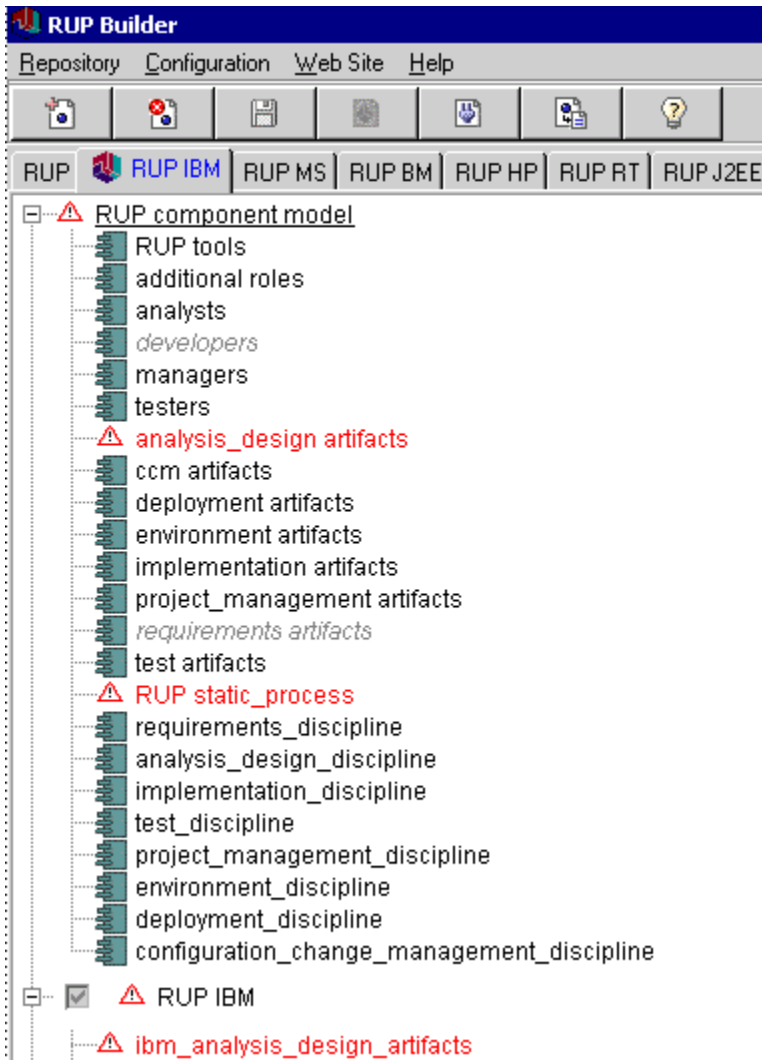 RUP Builder
Repository Configuration Web Site Help
RUP RUP IBM RUP MS RUP BM RUP HP RUP RT RUP J2EE
RUP component model
RUP tools
additional roles
analysts
developers
managers
testers
analysis_design artifacts
ccm artifacts
deployment artifacts
environment artifacts
implementation artifacts
project_management artifacts
requirements artifacts
test artifacts
RUP static_process
requirements_discipline
analysis_design_discipline
implementation_discipline
test_discipline
project_management_discipline
environment_discipline
deployment_discipline
configuration_change_management_discipline
RUP IBM
ibm_analysis_design_artifacts